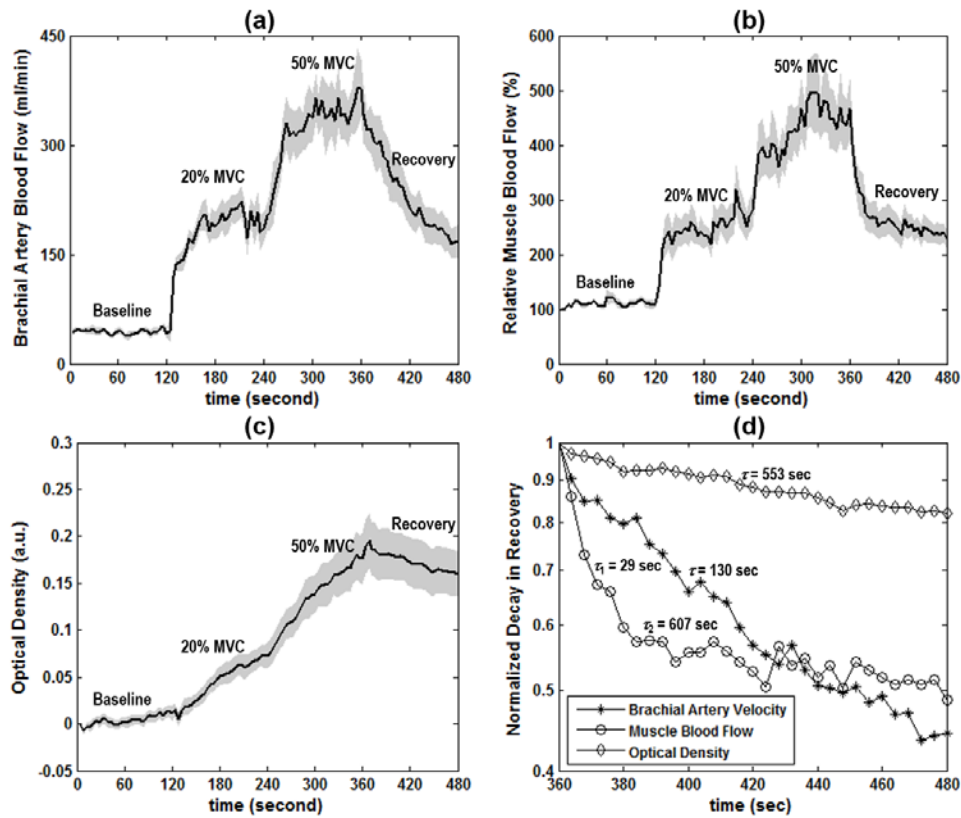 (a)
Brachial Artery Blood Flow (ml/min)
450
300
150
0
Baseline
20% MVC
50% MVC
Recovery
0 60 120 180 240 300 360 420 480
time (second)
(b)
Relative Muscle Blood Flow (%)
600
500
400
300
200
100
0
Baseline
20% MVC
50% MVC
Recovery
0 60 120 180 240 300 360 420 480
time (second)
(c)
Optical Density (a.u.)
0.3
0.25
0.2
0.15
0.1
0.05
0
-0.05
Baseline
20% MVC
50% MVC
Recovery
0 60 120 180 240 300 360 420 480
time (second)
(d)
Normalized Decay in Recovery
1
0.9
0.8
0.7
0.6
0.5
0.4
τ = 553 sec
τ₁ = 29 sec
τ = 130 sec
τ₂ = 607 sec
Brachial Artery Velocity
Muscle Blood Flow
Optical Density
360 380 400 420 440 460 480
time (sec)